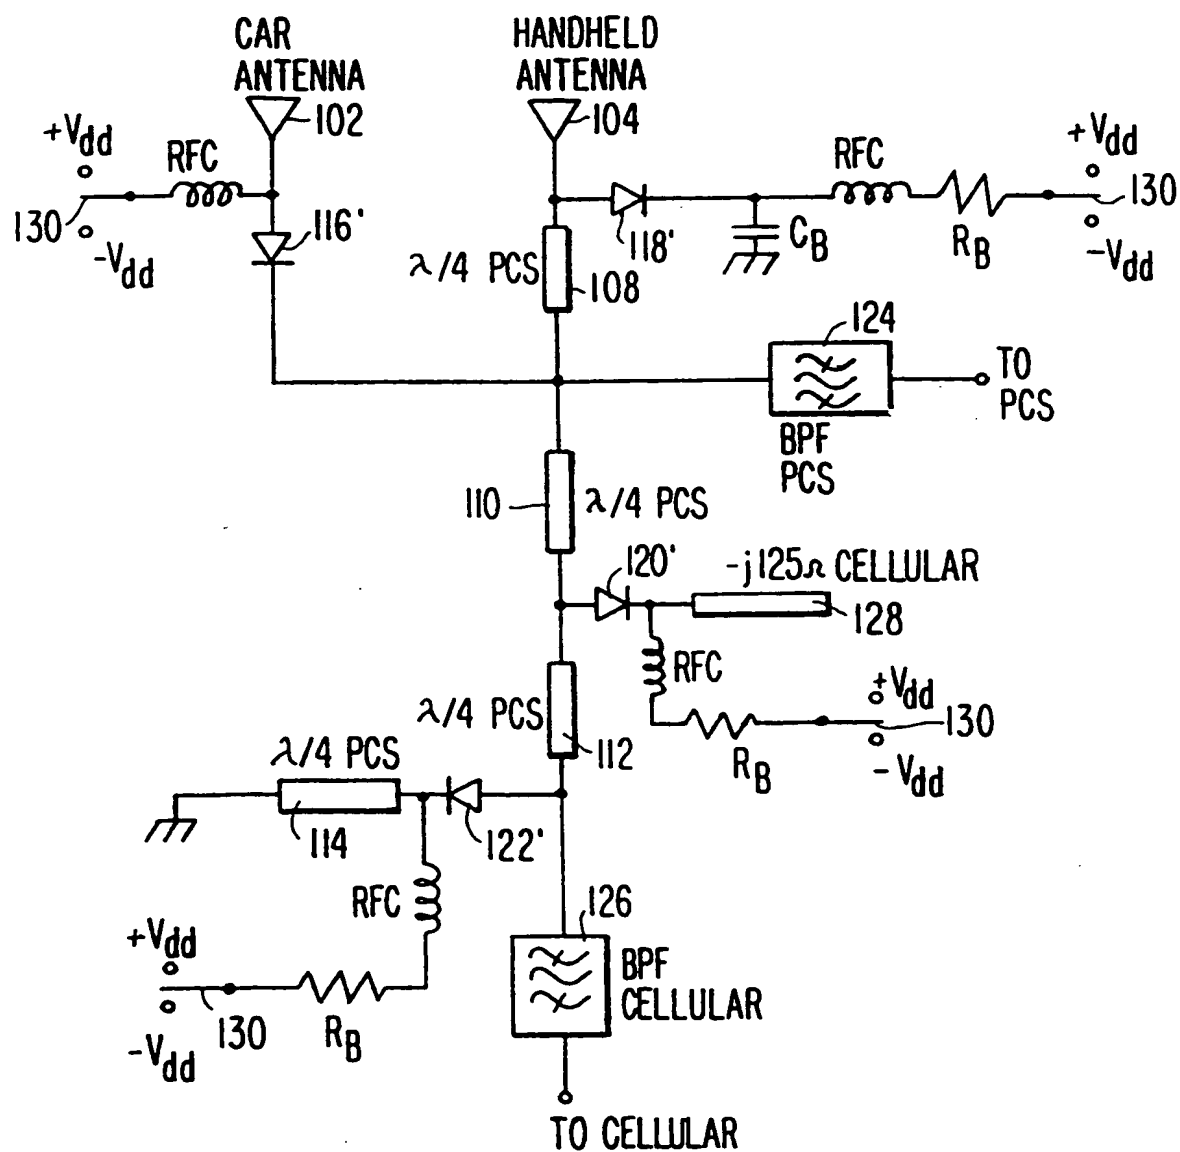 CAR
ANTENNA
102
HANDHELD
ANTENNA
104
+Vdd
RFC
130
-Vdd
116'
118'
CB
RFC
RB
+Vdd
130
-Vdd
λ/4 PCS
108
124
TO
PCS
BPF
PCS
110
λ/4 PCS
120'
-j125Ω CELLULAR
128
RFC
+Vdd
130
RB
-Vdd
λ/4 PCS
112
λ/4 PCS
114
122'
RFC
126
BPF
CELLULAR
+Vdd
130
RB
-Vdd
TO CELLULAR